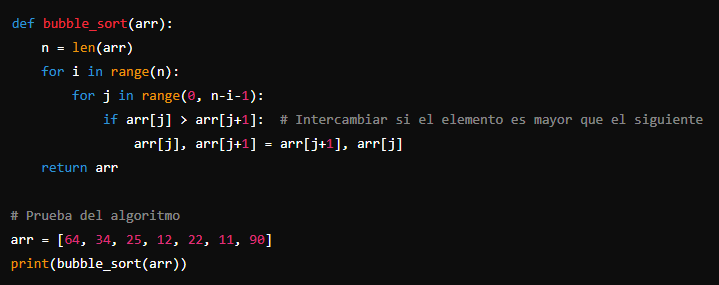 def bubble_sort(arr):
    n = len(arr)
    for i in range(n):
        for j in range(0, n-i-1):
            if arr[j] > arr[j+1]:  # Intercambiar si el elemento es mayor que el siguiente
                arr[j], arr[j+1] = arr[j+1], arr[j]
    return arr

# Prueba del algoritmo
arr = [64, 34, 25, 12, 22, 11, 90]
print(bubble_sort(arr))